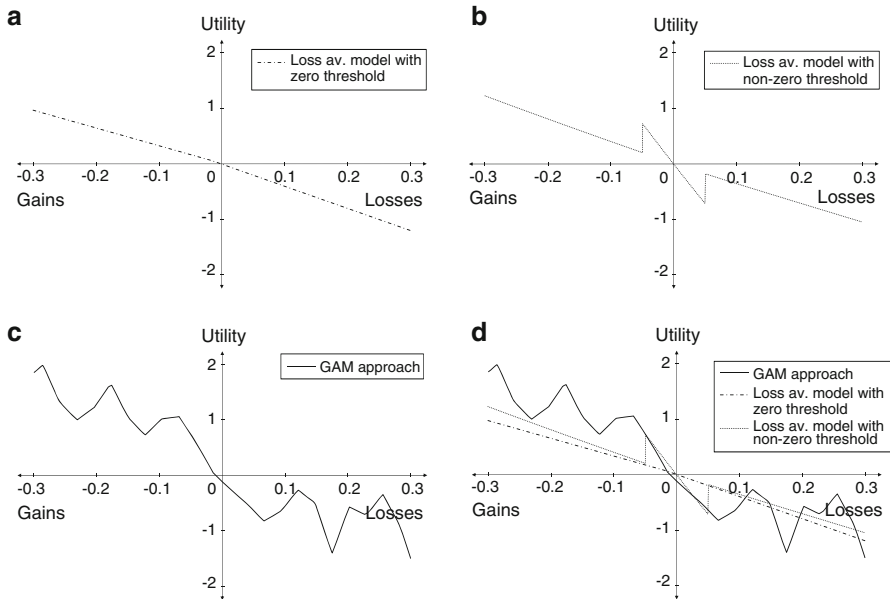 a
Utility
2
1
-1
-2
Loss av. model with
zero threshold
-0.3
-0.2
-0.1
0
0.1
0.2
0.3
Gains
Losses
b
Utility
2
1
-1
-2
Loss av. model with
non-zero threshold
-0.3
-0.2
-0.1
0
0.1
0.2
0.3
Gains
Losses
c
Utility
2
1
-1
-2
GAM approach
-0.3
-0.2
-0.1
0
0.1
0.2
0.3
Gains
Losses
d
Utility
2
1
-1
-2
GAM approach
Loss av. model with
zero threshold
Loss av. model with
non-zero threshold
-0.3
-0.2
-0.1
0
0.1
0.2
0.3
Gains
Losses